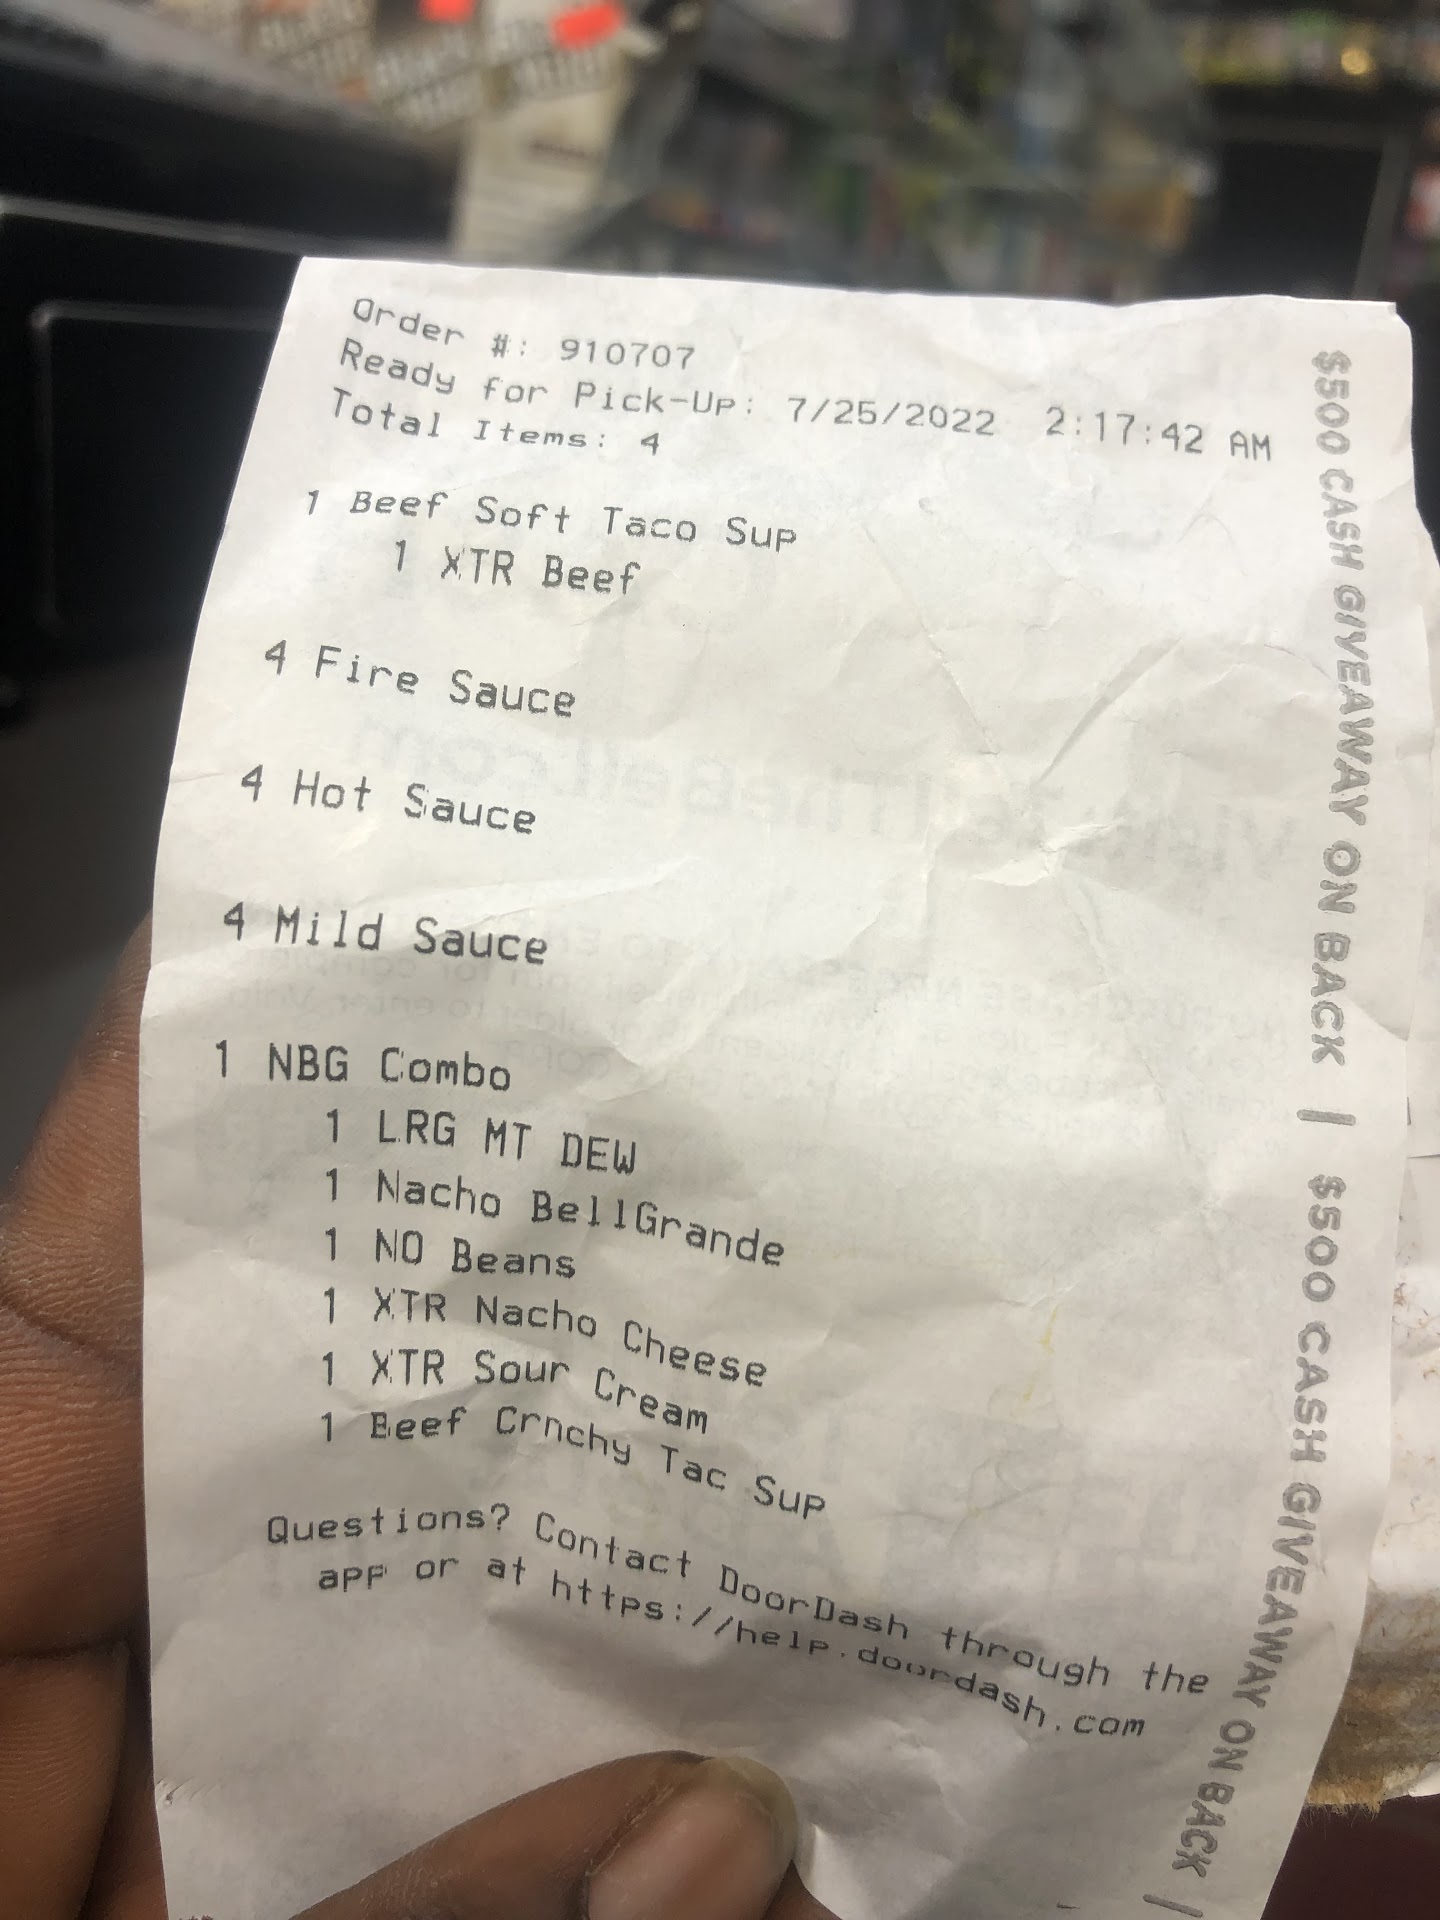 Order #: 910707
Ready for Pick-Up: 7/25/2022 2:17:42 AM
Total Items: 4
1 Beef Soft Taco Sup
1 XTR Beef
4 Fire Sauce
4 Hot Sauce
4 Mild Sauce
1 NBG Combo
1 LRG MT DEW
1 Nacho BellGrande
1 NO Beans
1 XTR Nacho Cheese
1 XTR Sour Cream
1 Beef Crnchy Tac Sup
Questions? Contact DoorDash through the
app or at https://help.doordash.com
$500 CASH GIVEAWAY ON BACK | $500 CASH GIVEAWAY ON BACK |